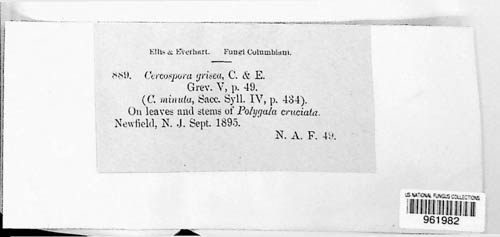 Ellis & Everhart. Fungi Columbiani.
889. Cercospora grisea, C. & E.
Grev. V, p. 49.
(C. minuta, Sacc. Syll. IV, p. 434).
On leaves and stems of Polygala cruciata.
Newfield, N. J. Sept. 1895.
N. A. F. 49.
US NATIONAL FUNGUS COLLECTIONS
961982